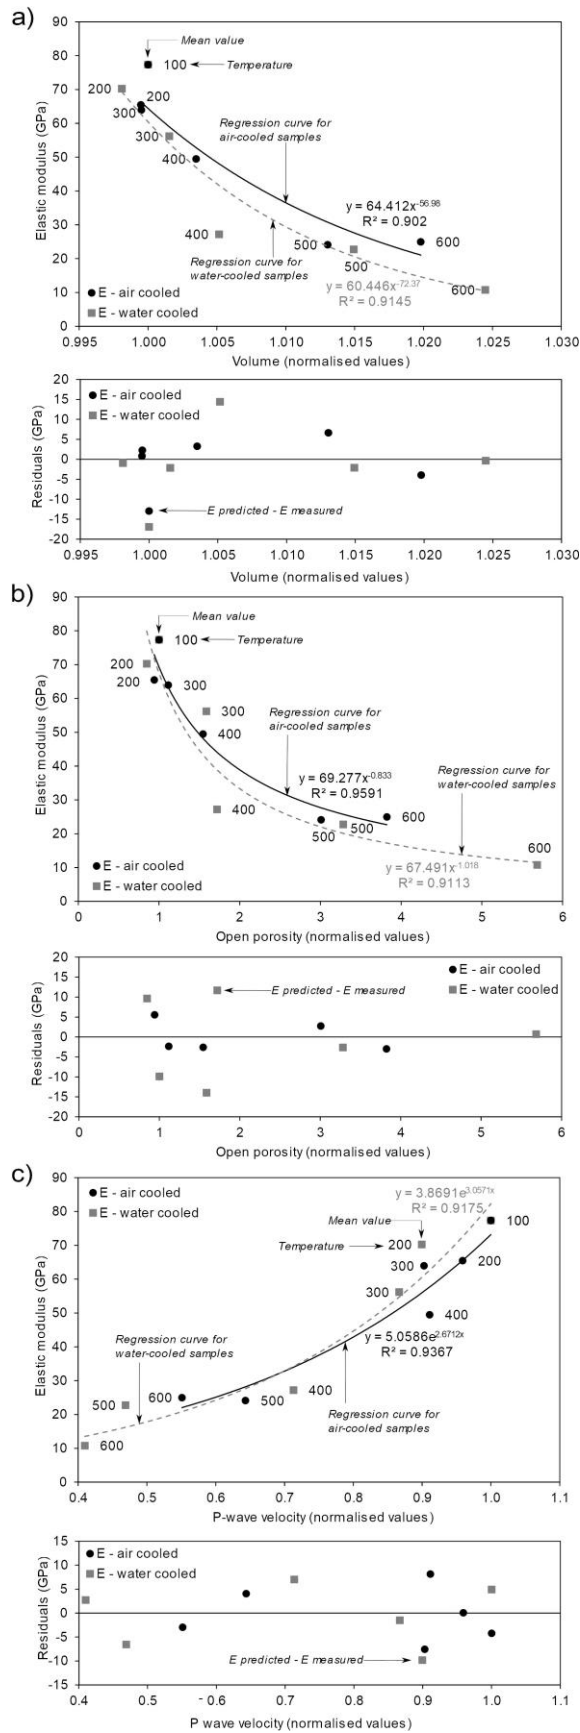 a)
90
80
70
60
50
40
30
20
10
0
Elastic modulus (GPa)
Mean value
100
Temperature
200
200
300
300
400
400
500
500
600
600
Regression curve for
air-cooled samples
y = 64.412x^-56.98
R² = 0.902
Regression curve for
water-cooled samples
y = 60.446x^-72.37
R² = 0.9145
E - air cooled
E - water cooled
0.995 1.000 1.005 1.010 1.015 1.020 1.025 1.030
Volume (normalised values)
20
15
10
5
0
-5
-10
-15
-20
Residuals (GPa)
E - air cooled
E - water cooled
E predicted - E measured
0.995 1.000 1.005 1.010 1.015 1.020 1.025 1.030
Volume (normalised values)
b)
90
80
70
60
50
40
30
20
10
0
Elastic modulus (GPa)
Mean value
100
Temperature
200
200
300
300
400
400
500
500
600
600
Regression curve for
air-cooled samples
y = 69.277x^-0.833
R² = 0.9591
Regression curve for
water-cooled samples
y = 67.491x^-1.018
R² = 0.9113
0 1 2 3 4 5 6
Open porosity (normalised values)
20
15
10
5
0
-5
-10
-15
-20
Residuals (GPa)
E predicted - E measured
E - air cooled
E - water cooled
0 1 2 3 4 5 6
Open porosity (normalised values)
c)
90
80
70
60
50
40
30
20
10
0
Elastic modulus (GPa)
E - air cooled
E - water cooled
y = 3.8691e^3.0571x
R² = 0.9175
Mean value
100
Temperature
200
200
300
300
400
y = 5.0586e^2.6712x
R² = 0.9367
Regression curve for
water-cooled samples
Regression curve for
air-cooled samples
400
500
500
600
600
0.4 0.5 0.6 0.7 0.8 0.9 1.0 1.1
P-wave velocity (normalised values)
15
10
5
0
-5
-10
-15
Residuals (GPa)
E - air cooled
E - water cooled
E predicted - E measured
0.4 0.5 - 0.6 0.7 0.8 0.9 1.0 1.1
P wave velocity (normalised values)